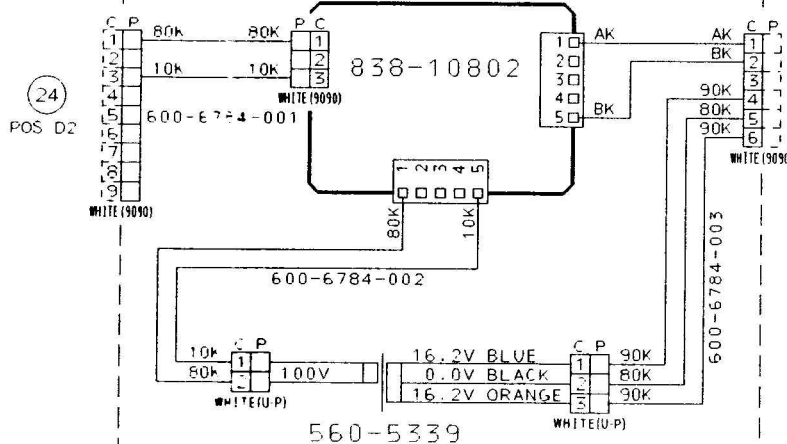 C P
1
2
3
4
5
6
7
8
9
WHITE(9090)
24
POS D2
80K 80K
10K 10K
P C
1
2
3
WHITE(9090)
838-10802
1
2
3
4
5
AK AK
BK
BK
C P
1
2
4
5
6
WHITE(9090
90K
80K
90K
1 2 3 4 5
80K
10K
600-6784-002
600-6784-003
10K
80K
C P
1
2
WHITE(U-P)
100V
16.2V BLUE
0.0V BLACK
16.2V ORANGE
C P
1
2
3
WHITE(U-P)
90K
80K
90K
560-5339